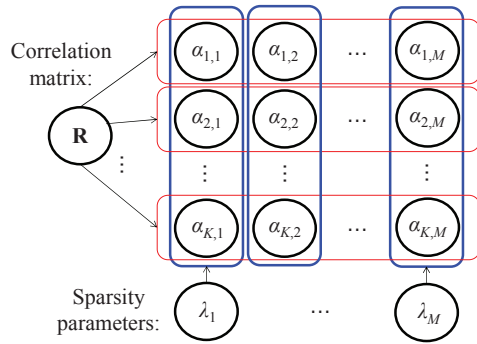 Correlation
matrix:
α1,1 α1,2 ... α1,M
R
α2,1 α2,2 ... α2,M
⋮ ⋮ ⋮ ⋮
αK,1 αK,2 ... αK,M
Sparsity
parameters:
λ1 ... λM